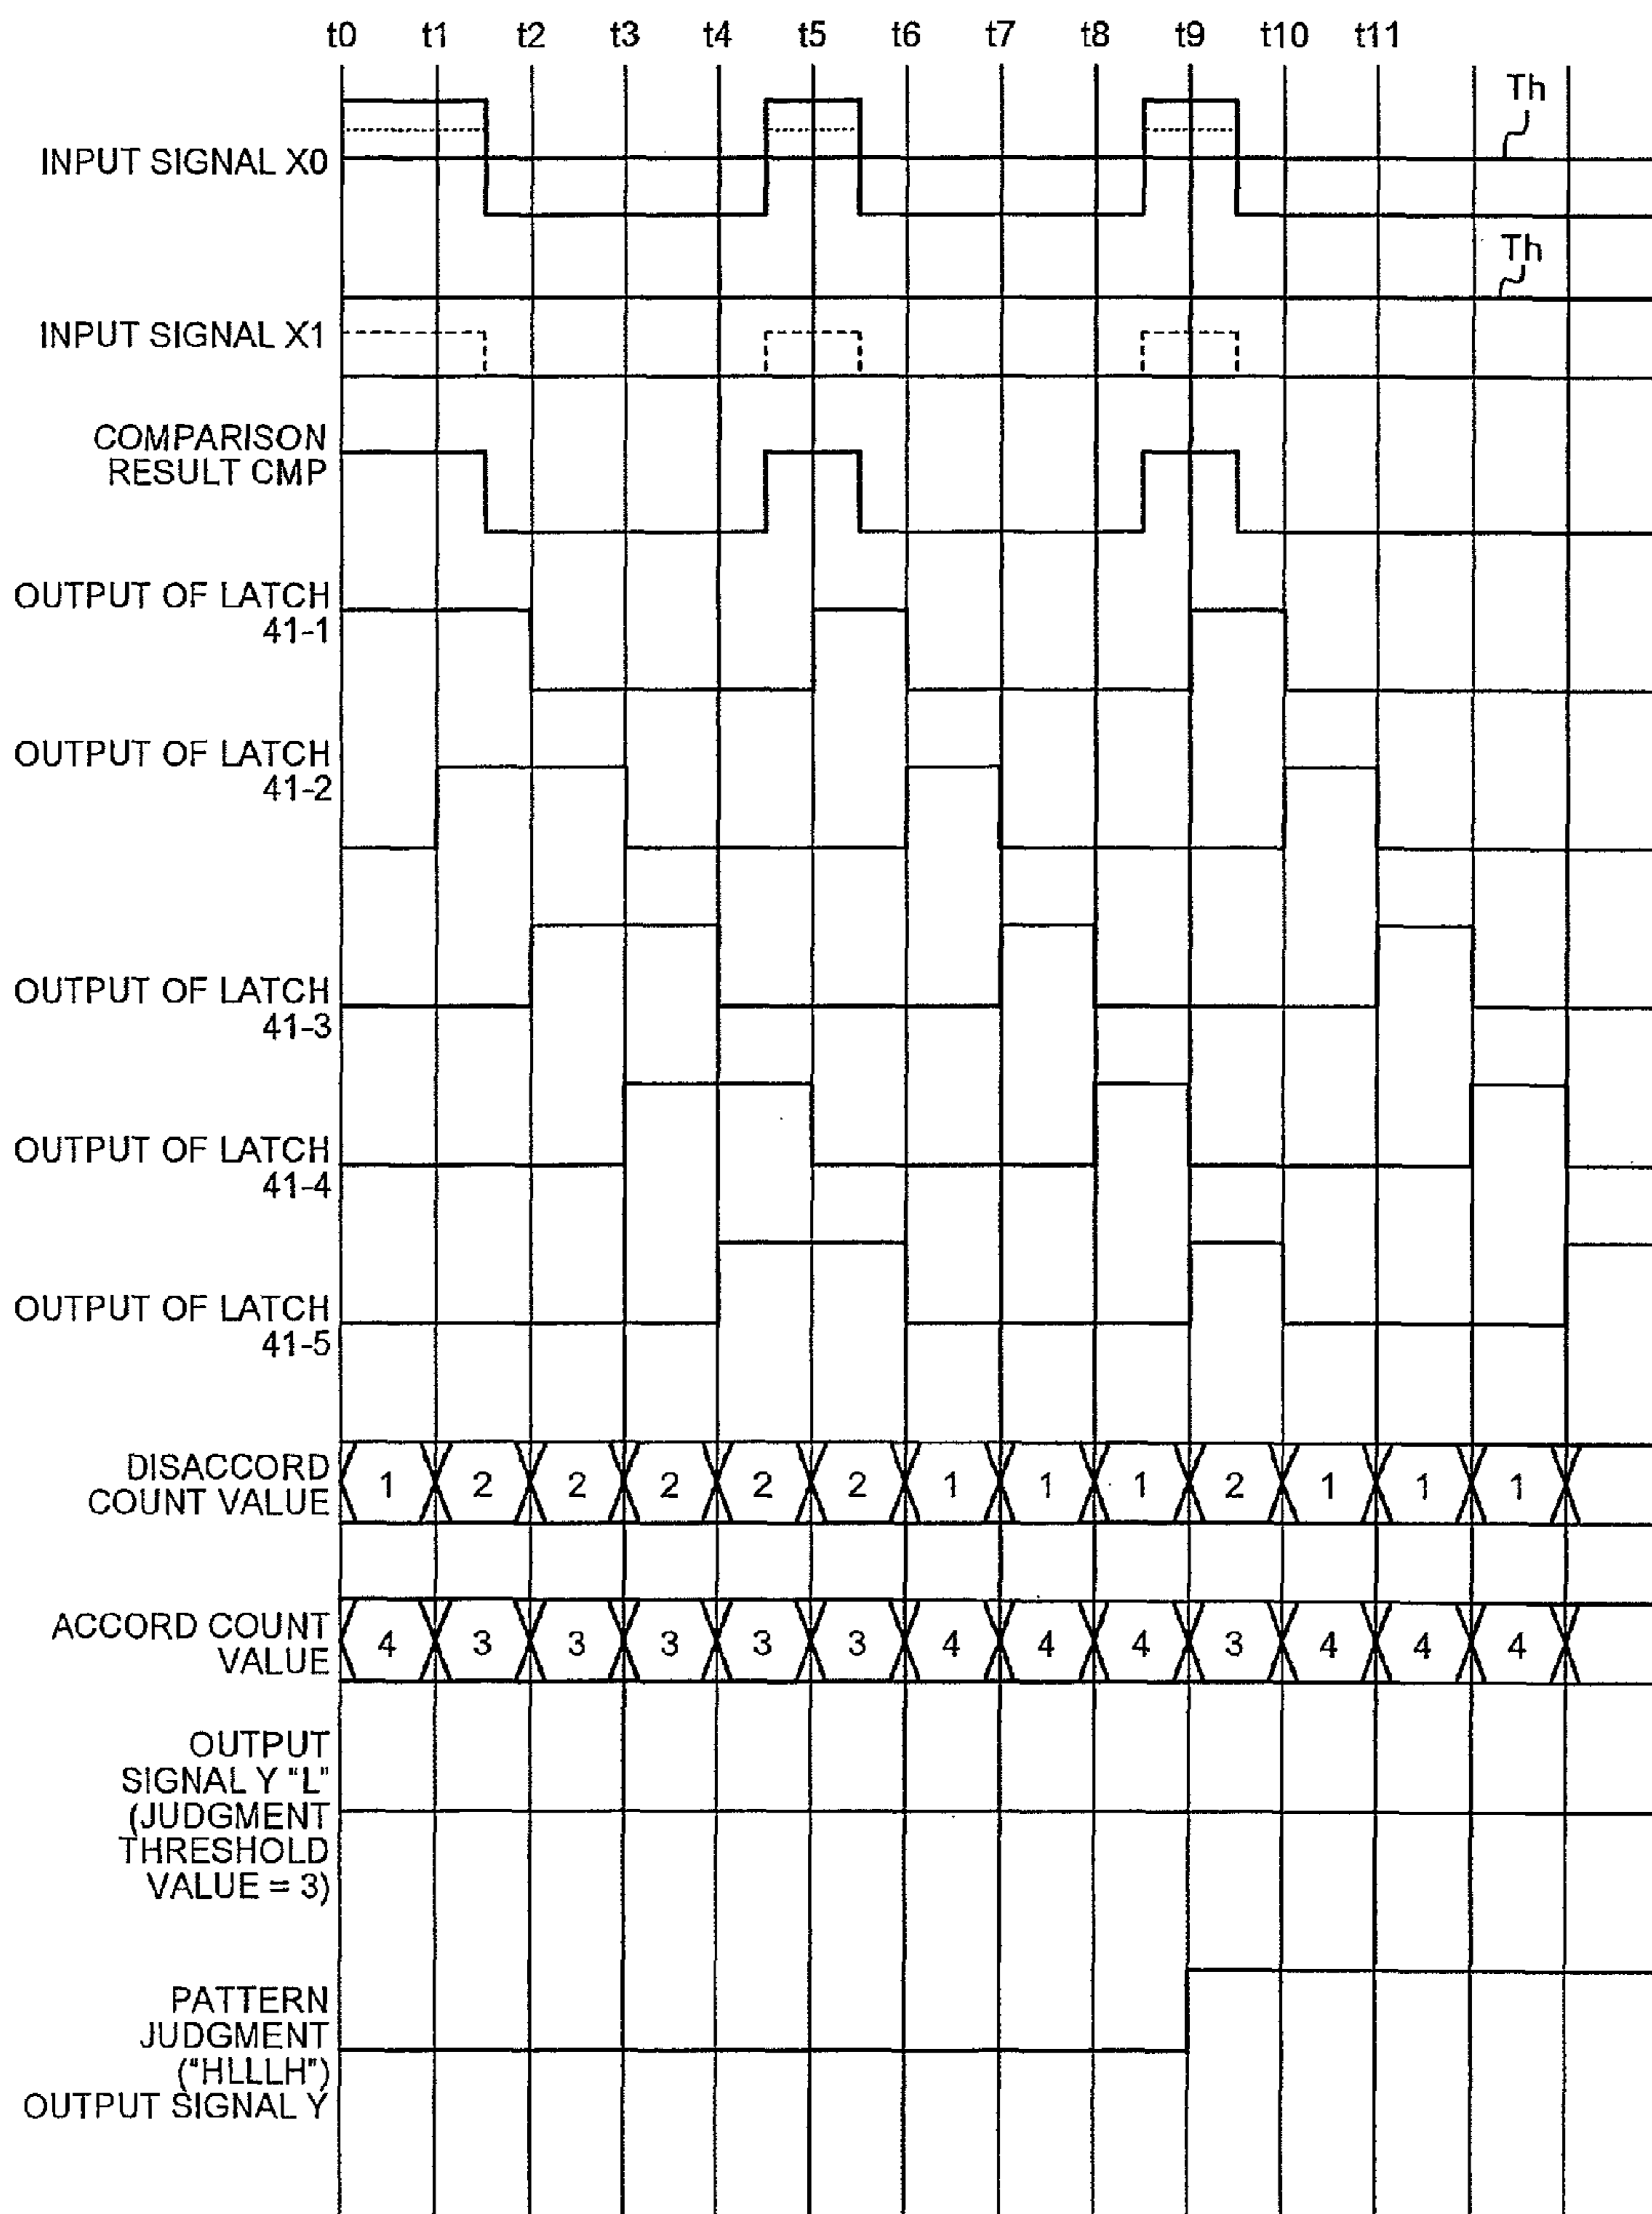 t0 t1 t2 t3 t4 t5 t6 t7 t8 t9 t10 t11
Th
INPUT SIGNAL X0
Th
INPUT SIGNAL X1
COMPARISON
RESULT CMP
OUTPUT OF LATCH
41-1
OUTPUT OF LATCH
41-2
OUTPUT OF LATCH
41-3
OUTPUT OF LATCH
41-4
OUTPUT OF LATCH
41-5
DISACCORD
COUNT VALUE
1 2 2 2 2 2 1 1 1 2 1 1 1
ACCORD COUNT
VALUE
4 3 3 3 3 3 4 4 4 3 4 4 4
OUTPUT
SIGNAL Y "L"
(JUDGMENT
THRESHOLD
VALUE = 3)
PATTERN
JUDGMENT
("HLLLH")
OUTPUT SIGNAL Y